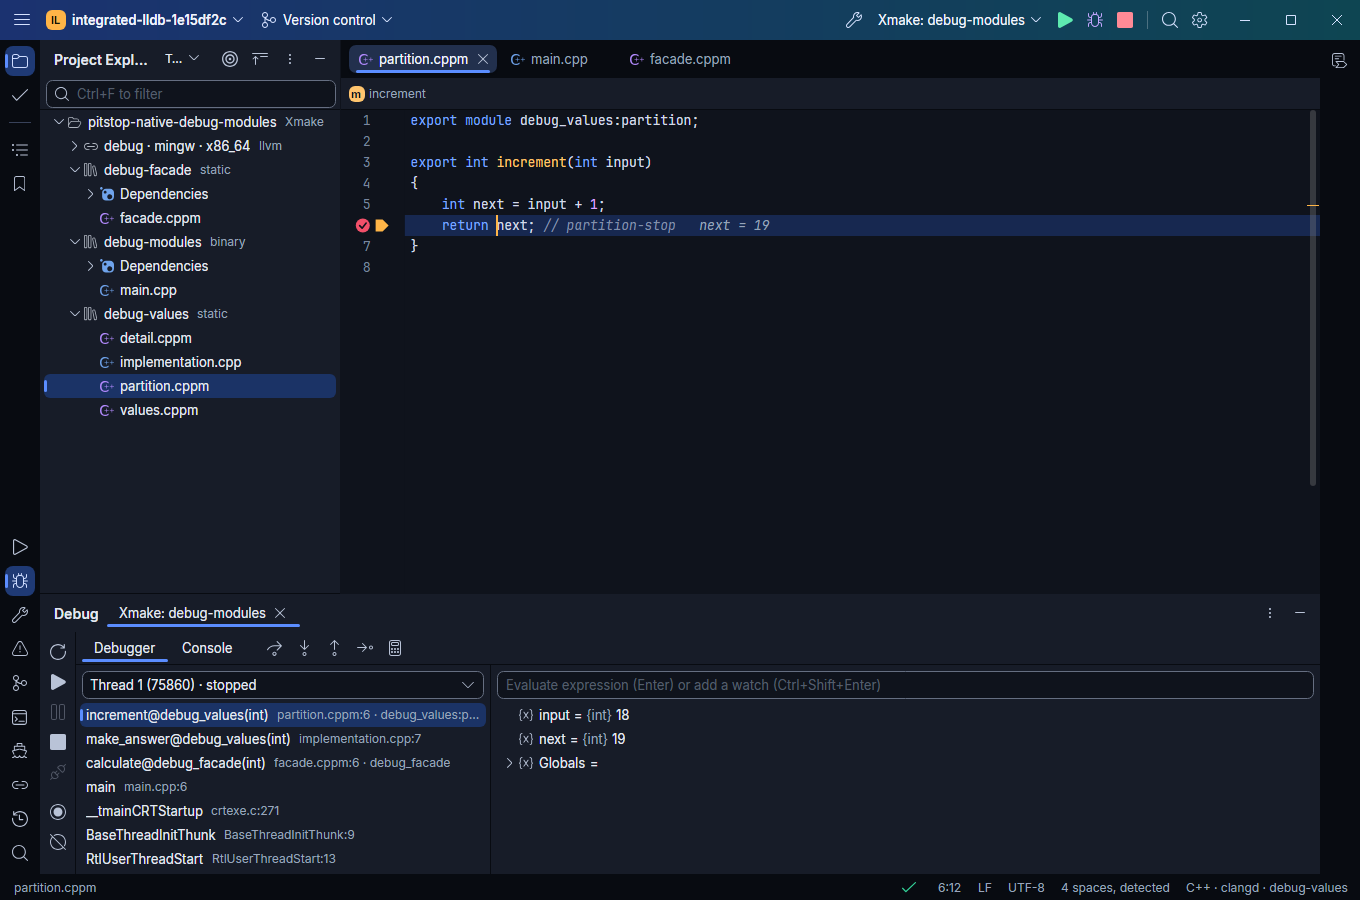 IL integrated-lldb-1e15df2c Version control Xmake: debug-modules
Project Expl... T...
Ctrl+F to filter
pitstop-native-debug-modules Xmake
debug · mingw · x86_64 llvm
debug-facade static
Dependencies
facade.cppm
debug-modules binary
Dependencies
main.cpp
debug-values static
detail.cppm
implementation.cpp
partition.cppm
values.cppm
partition.cppm main.cpp facade.cppm
m increment
1 export module debug_values:partition;
2
3 export int increment(int input)
4 {
5 int next = input + 1;
return next; // partition-stop next = 19
7 }
8
Debug Xmake: debug-modules
Debugger Console
Thread 1 (75860) · stopped
increment@debug_values(int) partition.cppm:6 · debug_values:p...
make_answer@debug_values(int) implementation.cpp:7
calculate@debug_facade(int) facade.cppm:6 · debug_facade
main main.cpp:6
__tmainCRTStartup crtexe.c:271
BaseThreadInitThunk BaseThreadInitThunk:9
RtlUserThreadStart RtlUserThreadStart:13
Evaluate expression (Enter) or add a watch (Ctrl+Shift+Enter)
{x} input = {int} 18
{x} next = {int} 19
{x} Globals =
partition.cppm 6:12 LF UTF-8 4 spaces, detected C++ · clangd · debug-values